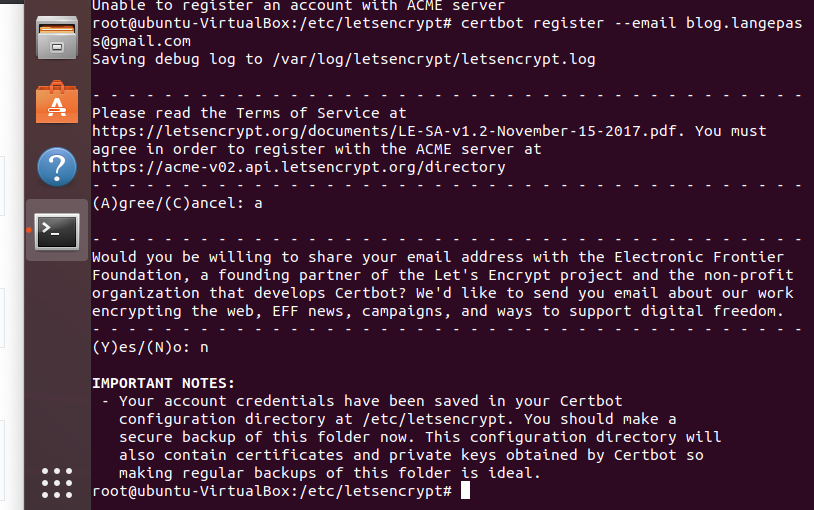 Unable to register an account with ACME server
root@ubuntu-VirtualBox:/etc/letsencrypt# certbot register --email blog.langepas
s@gmail.com
Saving debug log to /var/log/letsencrypt/letsencrypt.log
- - - - - - - - - - - - - - - - - - - - - - - - - - - - - - - - - - - - - - - -
Please read the Terms of Service at
https://letsencrypt.org/documents/LE-SA-v1.2-November-15-2017.pdf. You must
agree in order to register with the ACME server at
https://acme-v02.api.letsencrypt.org/directory
- - - - - - - - - - - - - - - - - - - - - - - - - - - - - - - - - - - - - - - -
(A)gree/(C)ancel: a
- - - - - - - - - - - - - - - - - - - - - - - - - - - - - - - - - - - - - - - -
Would you be willing to share your email address with the Electronic Frontier
Foundation, a founding partner of the Let's Encrypt project and the non-profit
organization that develops Certbot? We'd like to send you email about our work
encrypting the web, EFF news, campaigns, and ways to support digital freedom.
- - - - - - - - - - - - - - - - - - - - - - - - - - - - - - - - - - - - - - - -
(Y)es/(N)o: n
IMPORTANT NOTES:
- Your account credentials have been saved in your Certbot
configuration directory at /etc/letsencrypt. You should make a
secure backup of this folder now. This configuration directory will
also contain certificates and private keys obtained by Certbot so
making regular backups of this folder is ideal.
root@ubuntu-VirtualBox:/etc/letsencrypt#